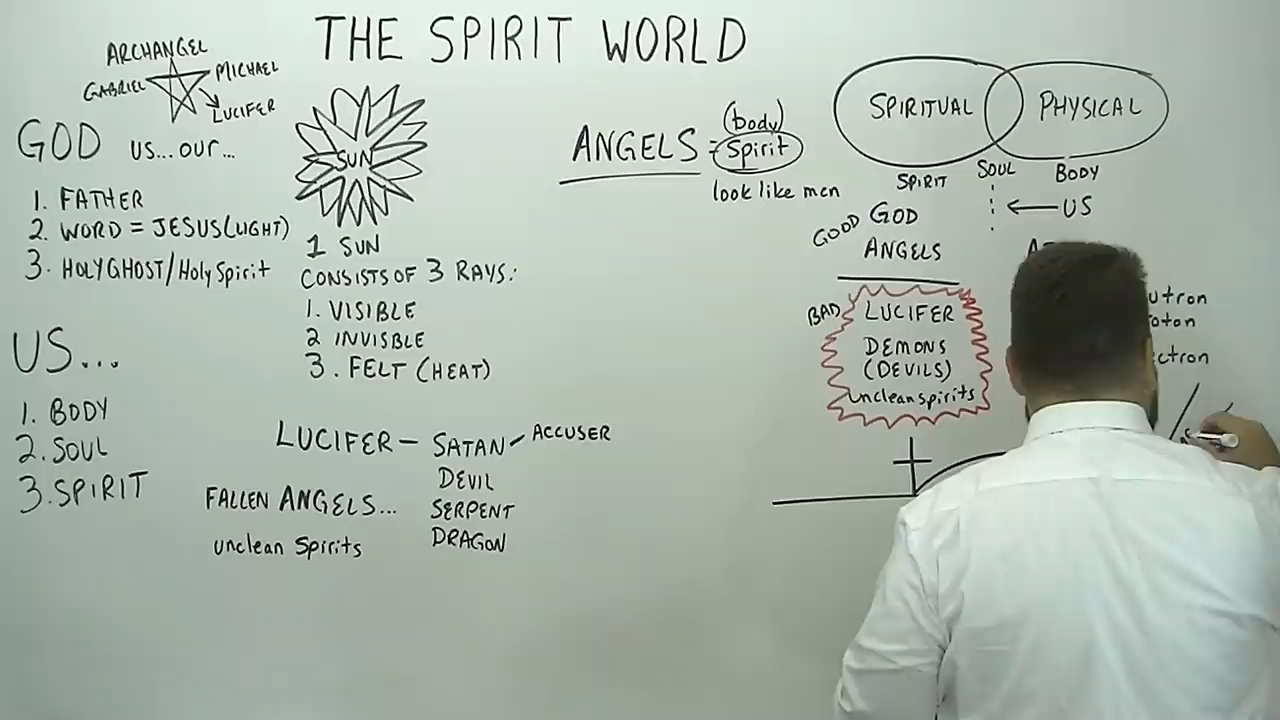 THE SPIRIT WORLD
ARCHANGEL
GABRIEL
MICHAEL
LUCIFER
GOD US...OUR...
1. FATHER
2. WORD = JESUS(LIGHT)
3. HOLYGHOST/Holy Spirit
US...
1. BODY
2. SOUL
3. SPIRIT
SUN
1 SUN
CONSISTS OF 3 RAYS:
1. VISIBLE
2 INVISIBLE
3. FELT (HEAT)
LUCIFER - SATAN - ACCUSER
DEVIL
SERPENT
DRAGON
FALLEN ANGELS...
unclean Spirits
(body)
ANGELS = Spirit
look like men
SPIRITUAL PHYSICAL
SPIRIT SOUL BODY
US
GOOD GOD
ANGELS
BAD LUCIFER
DEMONS
(DEVILS)
unclean spirits
utron
oton
ctron